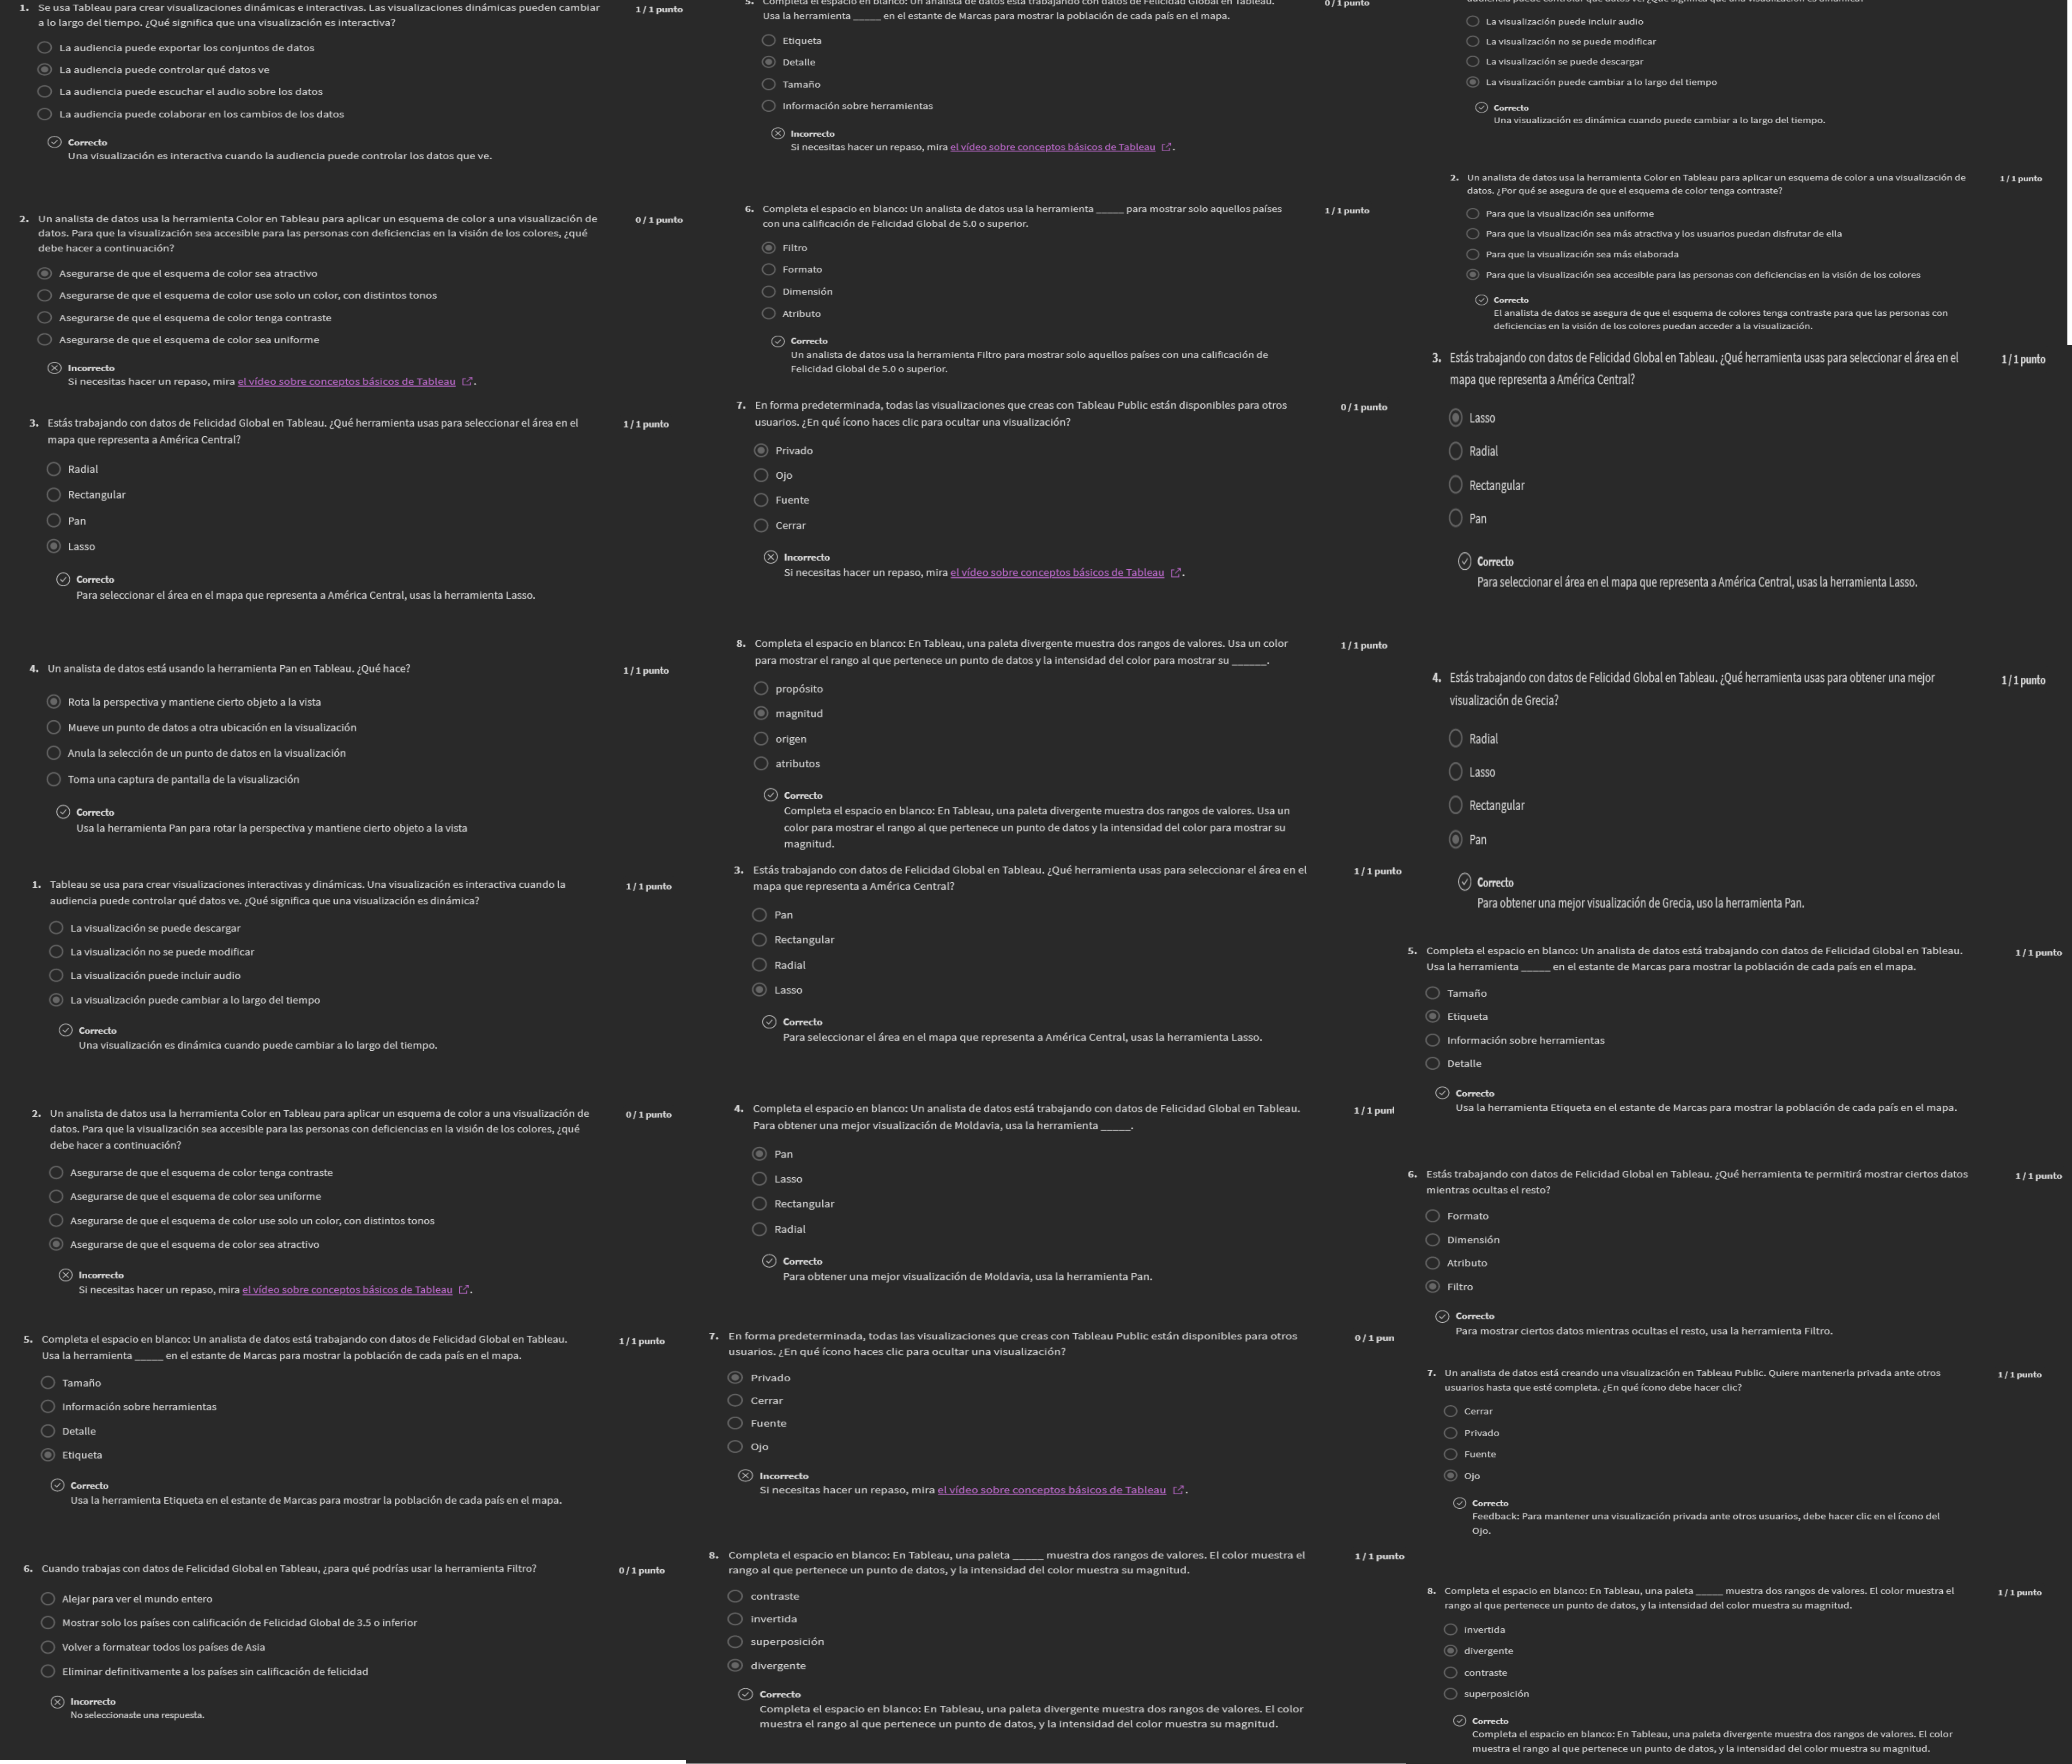 1. Se usa Tableau para crear visualizaciones dinámicas e interactivas. Las visualizaciones dinámicas pueden cambiar
a lo largo del tiempo. ¿Qué significa que una visualización es interactiva?
1 / 1 punto
La audiencia puede exportar los conjuntos de datos
La audiencia puede controlar qué datos ve
La audiencia puede escuchar el audio sobre los datos
La audiencia puede colaborar en los cambios de los datos
Correcto
Una visualización es interactiva cuando la audiencia puede controlar los datos que ve.
2. Un analista de datos usa la herramienta Color en Tableau para aplicar un esquema de color a una visualización de
datos. Para que la visualización sea accesible para las personas con deficiencias en la visión de los colores, ¿qué
debe hacer a continuación?
0 / 1 punto
Asegurarse de que el esquema de color sea atractivo
Asegurarse de que el esquema de color use solo un color, con distintos tonos
Asegurarse de que el esquema de color tenga contraste
Asegurarse de que el esquema de color sea uniforme
Incorrecto
Si necesitas hacer un repaso, mira el vídeo sobre conceptos básicos de Tableau.
3. Estás trabajando con datos de Felicidad Global en Tableau. ¿Qué herramienta usas para seleccionar el área en el
mapa que representa a América Central?
1 / 1 punto
Radial
Rectangular
Pan
Lasso
Correcto
Para seleccionar el área en el mapa que representa a América Central, usas la herramienta Lasso.
4. Un analista de datos está usando la herramienta Pan en Tableau. ¿Qué hace?
1 / 1 punto
Rota la perspectiva y mantiene cierto objeto a la vista
Mueve un punto de datos a otra ubicación en la visualización
Anula la selección de un punto de datos en la visualización
Toma una captura de pantalla de la visualización
Correcto
Usa la herramienta Pan para rotar la perspectiva y mantiene cierto objeto a la vista
1. Tableau se usa para crear visualizaciones interactivas y dinámicas. Una visualización es interactiva cuando la
audiencia puede controlar qué datos ve. ¿Qué significa que una visualización es dinámica?
1 / 1 punto
La visualización se puede descargar
La visualización no se puede modificar
La visualización puede incluir audio
La visualización puede cambiar a lo largo del tiempo
Correcto
Una visualización es dinámica cuando puede cambiar a lo largo del tiempo.
2. Un analista de datos usa la herramienta Color en Tableau para aplicar un esquema de color a una visualización de
datos. Para que la visualización sea accesible para las personas con deficiencias en la visión de los colores, ¿qué
debe hacer a continuación?
0 / 1 punto
Asegurarse de que el esquema de color tenga contraste
Asegurarse de que el esquema de color sea uniforme
Asegurarse de que el esquema de color use solo un color, con distintos tonos
Asegurarse de que el esquema de color sea atractivo
Incorrecto
Si necesitas hacer un repaso, mira el vídeo sobre conceptos básicos de Tableau.
5. Completa el espacio en blanco: Un analista de datos está trabajando con datos de Felicidad Global en Tableau.
Usa la herramienta _____ en el estante de Marcas para mostrar la población de cada país en el mapa.
1 / 1 punto
Tamaño
Información sobre herramientas
Detalle
Etiqueta
Correcto
Usa la herramienta Etiqueta en el estante de Marcas para mostrar la población de cada país en el mapa.
6. Cuando trabajas con datos de Felicidad Global en Tableau, ¿para qué podrías usar la herramienta Filtro?
0 / 1 punto
Alejar para ver el mundo entero
Mostrar solo los países con calificación de Felicidad Global de 3.5 o inferior
Volver a formatear todos los países de Asia
Eliminar definitivamente a los países sin calificación de felicidad
Incorrecto
No seleccionaste una respuesta.
5. Completa el espacio en blanco: Un analista de datos está trabajando con datos de Felicidad Global en Tableau.
Usa la herramienta _____ en el estante de Marcas para mostrar la población de cada país en el mapa.
0 / 1 punto
Etiqueta
Detalle
Tamaño
Información sobre herramientas
Incorrecto
Si necesitas hacer un repaso, mira el vídeo sobre conceptos básicos de Tableau.
6. Completa el espacio en blanco: Un analista de datos usa la herramienta _____ para mostrar solo aquellos países
con una calificación de Felicidad Global de 5.0 o superior.
1 / 1 punto
Filtro
Formato
Dimensión
Atributo
Correcto
Un analista de datos usa la herramienta Filtro para mostrar solo aquellos países con una calificación de
Felicidad Global de 5.0 o superior.
7. En forma predeterminada, todas las visualizaciones que creas con Tableau Public están disponibles para otros
usuarios. ¿En qué ícono haces clic para ocultar una visualización?
0 / 1 punto
Privado
Ojo
Fuente
Cerrar
Incorrecto
Si necesitas hacer un repaso, mira el vídeo sobre conceptos básicos de Tableau.
8. Completa el espacio en blanco: En Tableau, una paleta divergente muestra dos rangos de valores. Usa un color
para mostrar el rango al que pertenece un punto de datos y la intensidad del color para mostrar su ______.
1 / 1 punto
propósito
magnitud
origen
atributos
Correcto
Completa el espacio en blanco: En Tableau, una paleta divergente muestra dos rangos de valores. Usa un
color para mostrar el rango al que pertenece un punto de datos y la intensidad del color para mostrar su
magnitud.
3. Estás trabajando con datos de Felicidad Global en Tableau. ¿Qué herramienta usas para seleccionar el área en el
mapa que representa a América Central?
1 / 1 punto
Pan
Rectangular
Radial
Lasso
Correcto
Para seleccionar el área en el mapa que representa a América Central, usas la herramienta Lasso.
4. Completa el espacio en blanco: Un analista de datos está trabajando con datos de Felicidad Global en Tableau.
Para obtener una mejor visualización de Moldavia, usa la herramienta _____.
1 / 1 punt
Pan
Lasso
Rectangular
Radial
Correcto
Para obtener una mejor visualización de Moldavia, usa la herramienta Pan.
7. En forma predeterminada, todas las visualizaciones que creas con Tableau Public están disponibles para otros
usuarios. ¿En qué ícono haces clic para ocultar una visualización?
0 / 1 pun
Privado
Cerrar
Fuente
Ojo
Incorrecto
Si necesitas hacer un repaso, mira el vídeo sobre conceptos básicos de Tableau.
8. Completa el espacio en blanco: En Tableau, una paleta _____ muestra dos rangos de valores. El color muestra el
rango al que pertenece un punto de datos, y la intensidad del color muestra su magnitud.
1 / 1 punto
contraste
invertida
superposición
divergente
Correcto
Completa el espacio en blanco: En Tableau, una paleta divergente muestra dos rangos de valores. El color
muestra el rango al que pertenece un punto de datos, y la intensidad del color muestra su magnitud.
La visualización puede incluir audio
La visualización no se puede modificar
La visualización se puede descargar
La visualización puede cambiar a lo largo del tiempo
Correcto
Una visualización es dinámica cuando puede cambiar a lo largo del tiempo.
2. Un analista de datos usa la herramienta Color en Tableau para aplicar un esquema de color a una visualización de
datos. ¿Por qué se asegura de que el esquema de color tenga contraste?
1 / 1 punto
Para que la visualización sea uniforme
Para que la visualización sea más atractiva y los usuarios puedan disfrutar de ella
Para que la visualización sea más elaborada
Para que la visualización sea accesible para las personas con deficiencias en la visión de los colores
Correcto
El analista de datos se asegura de que el esquema de colores tenga contraste para que las personas con
deficiencias en la visión de los colores puedan acceder a la visualización.
3. Estás trabajando con datos de Felicidad Global en Tableau. ¿Qué herramienta usas para seleccionar el área en el
mapa que representa a América Central?
1 / 1 punto
Lasso
Radial
Rectangular
Pan
Correcto
Para seleccionar el área en el mapa que representa a América Central, usas la herramienta Lasso.
4. Estás trabajando con datos de Felicidad Global en Tableau. ¿Qué herramienta usas para obtener una mejor
visualización de Grecia?
1 / 1 punto
Radial
Lasso
Rectangular
Pan
Correcto
Para obtener una mejor visualización de Grecia, uso la herramienta Pan.
5. Completa el espacio en blanco: Un analista de datos está trabajando con datos de Felicidad Global en Tableau.
Usa la herramienta _____ en el estante de Marcas para mostrar la población de cada país en el mapa.
1 / 1 punto
Tamaño
Etiqueta
Información sobre herramientas
Detalle
Correcto
Usa la herramienta Etiqueta en el estante de Marcas para mostrar la población de cada país en el mapa.
6. Estás trabajando con datos de Felicidad Global en Tableau. ¿Qué herramienta te permitirá mostrar ciertos datos
mientras ocultas el resto?
1 / 1 punto
Formato
Dimensión
Atributo
Filtro
Correcto
Para mostrar ciertos datos mientras ocultas el resto, usa la herramienta Filtro.
7. Un analista de datos está creando una visualización en Tableau Public. Quiere mantenerla privada ante otros
usuarios hasta que esté completa. ¿En qué ícono debe hacer clic?
1 / 1 punto
Cerrar
Privado
Fuente
Ojo
Correcto
Feedback: Para mantener una visualización privada ante otros usuarios, debe hacer clic en el ícono del
Ojo.
8. Completa el espacio en blanco: En Tableau, una paleta _____ muestra dos rangos de valores. El color muestra el
rango al que pertenece un punto de datos, y la intensidad del color muestra su magnitud.
1 / 1 punto
invertida
divergente
contraste
superposición
Correcto
Completa el espacio en blanco: En Tableau, una paleta divergente muestra dos rangos de valores. El color
muestra el rango al que pertenece un punto de datos, y la intensidad del color muestra su magnitud.